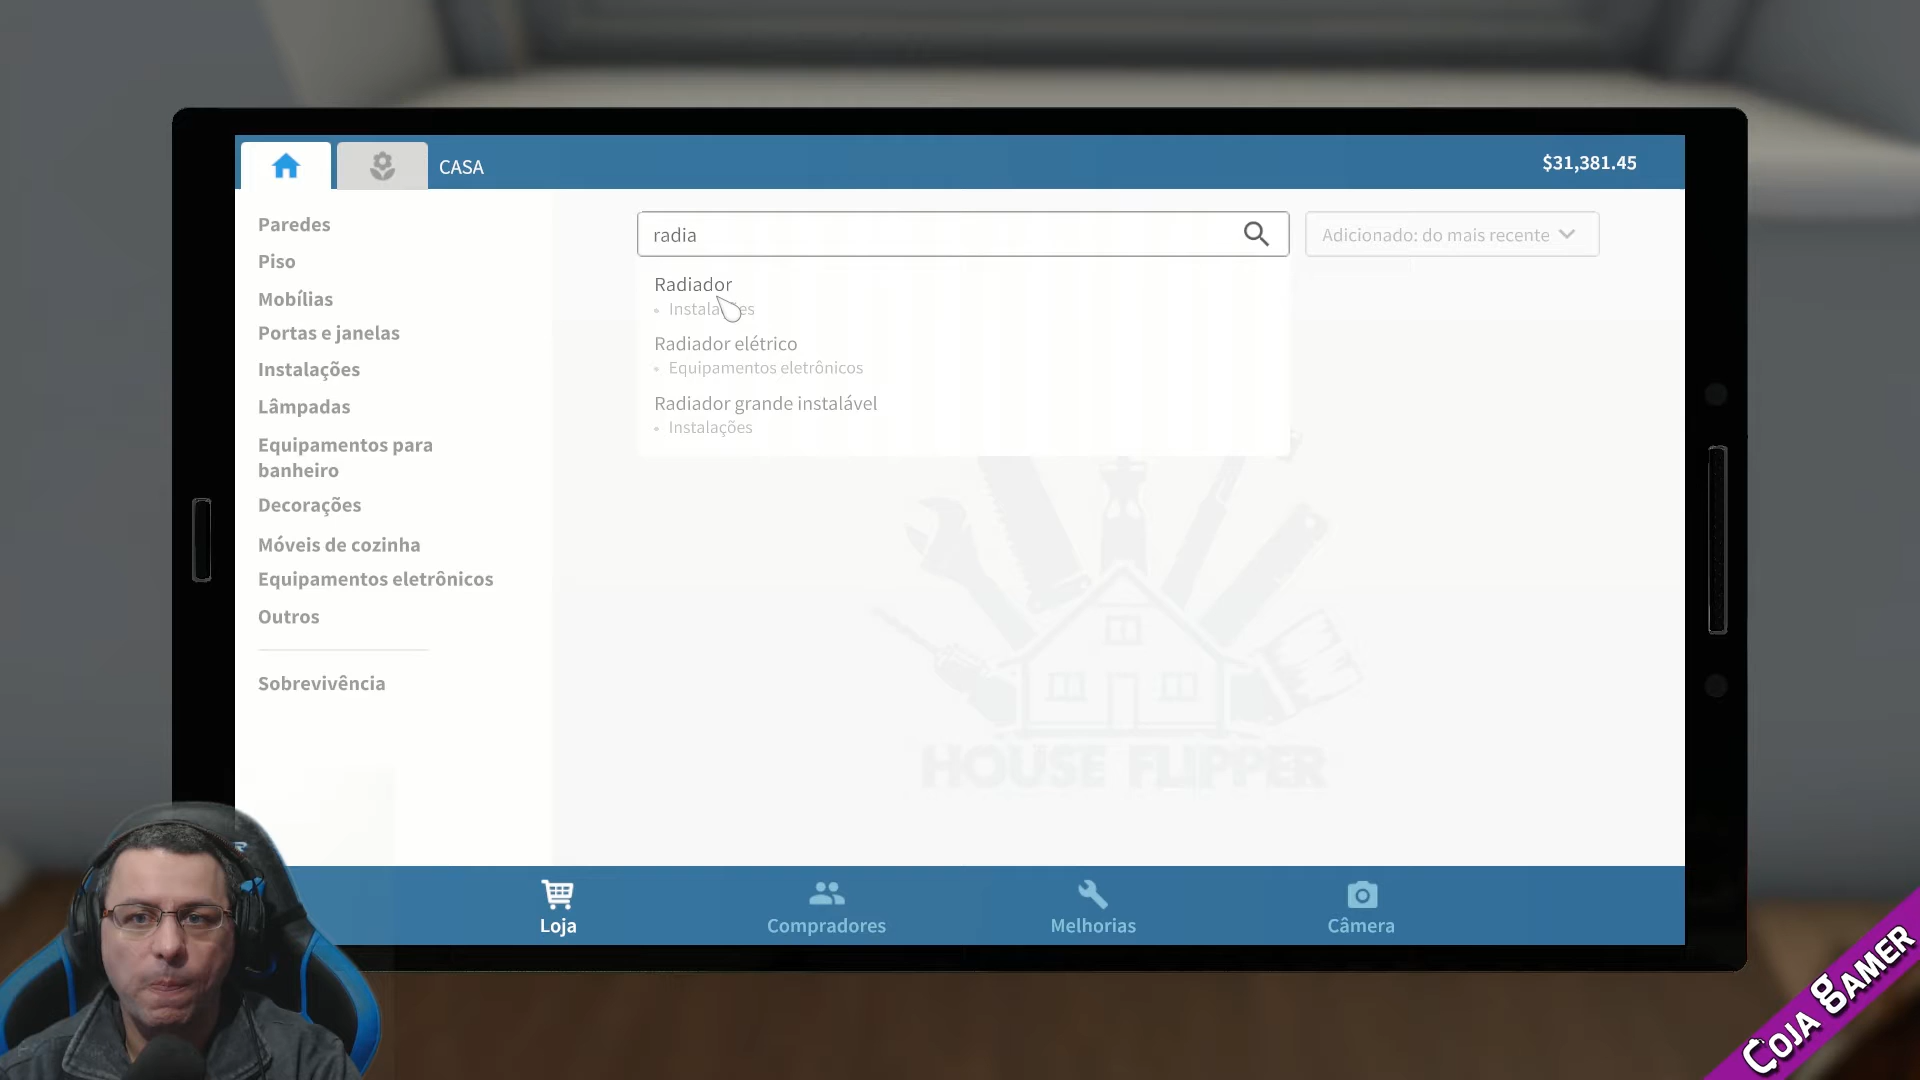 CASA
$31,381.45
Paredes
Piso
Mobílias
Portas e janelas
Instalações
Lâmpadas
Equipamentos para
banheiro
Decorações
Móveis de cozinha
Equipamentos eletrônicos
Outros
Sobrevivência
radia
Adicionado: do mais recente
Radiador
• Instalações
Radiador elétrico
• Equipamentos eletrônicos
Radiador grande instalável
• Instalações
HOUSE FLIPPER
Loja
Compradores
Melhorias
Câmera
COJA gAMER